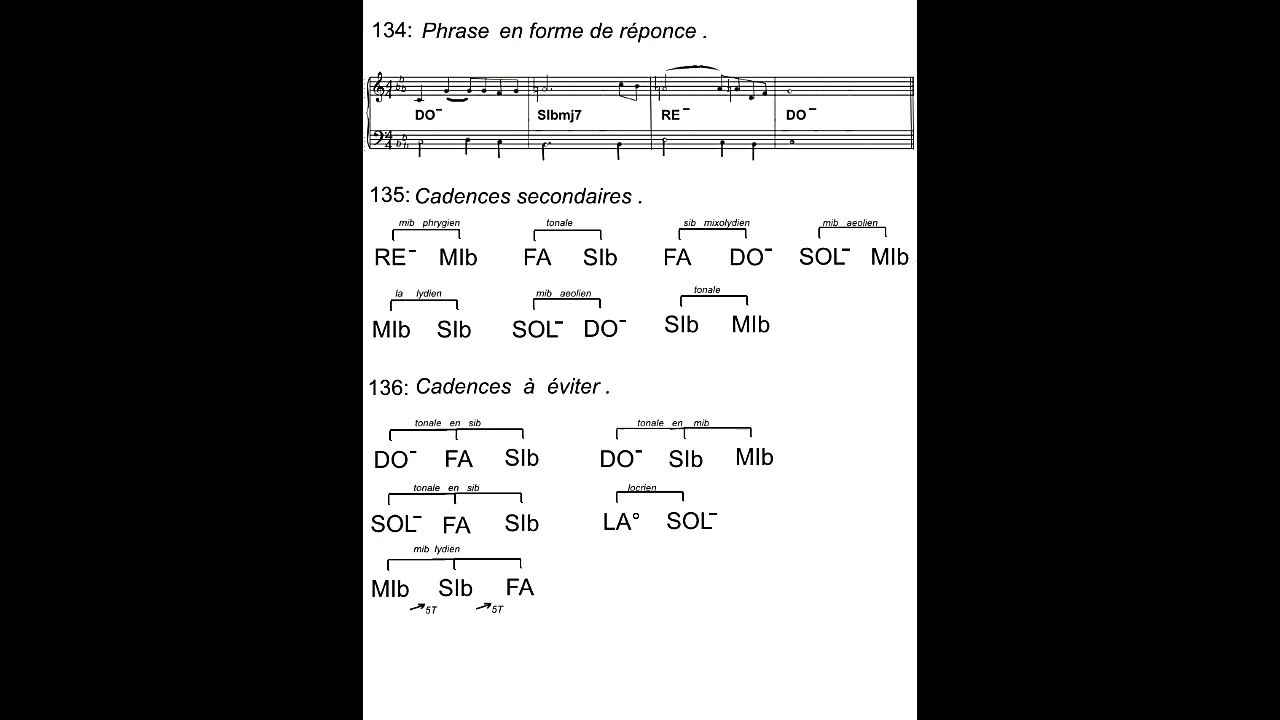 134: Phrase en forme de réponce .
DO− SIbmj7 RE− DO−
135: Cadences secondaires .
mib phrygien tonale sib mixolydien mib aeolien
RE− MIb FA SIb FA DO− SOL− MIb
la lydien mib aeolien tonale
MIb SIb SOL− DO− SIb MIb
136: Cadences à éviter .
tonale en sib tonale en mib
DO− FA SIb DO− SIb MIb
tonale en sib locrien
SOL− FA SIb LA° SOL−
mib lydien
MIb SIb FA
5T 5T